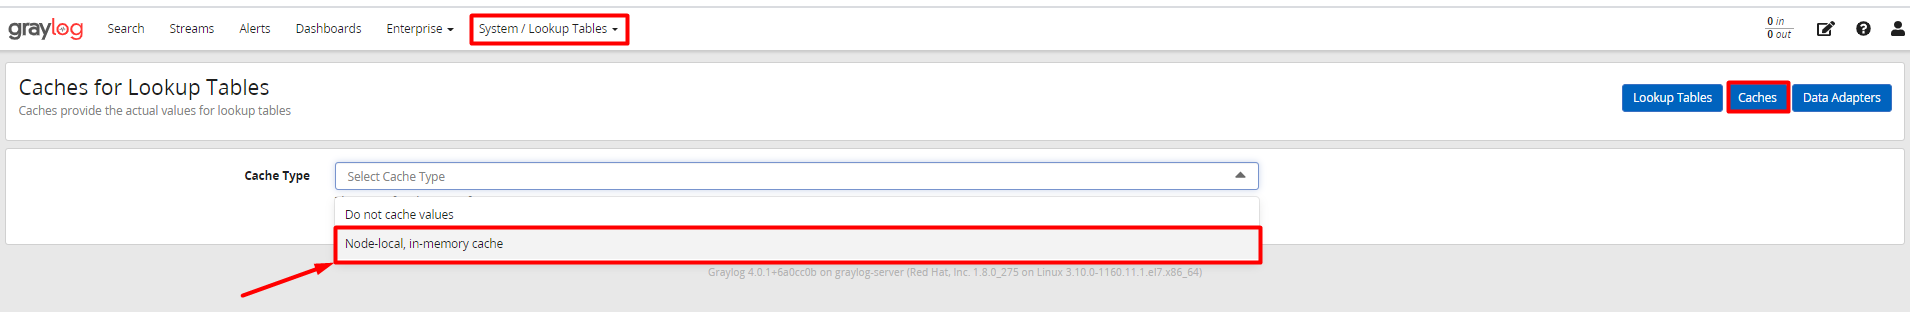 graylog Search Streams Alerts Dashboards Enterprise System / Lookup Tables 0 in
0 out
Caches for Lookup Tables
Caches provide the actual values for lookup tables
Lookup Tables Caches Data Adapters
Cache Type Select Cache Type
Do not cache values
Node-local, in-memory cache
Graylog 4.0.1+6a0cc0b on graylog-server (Red Hat, Inc. 1.8.0_275 on Linux 3.10.0-1160.11.1.el7.x86_64)